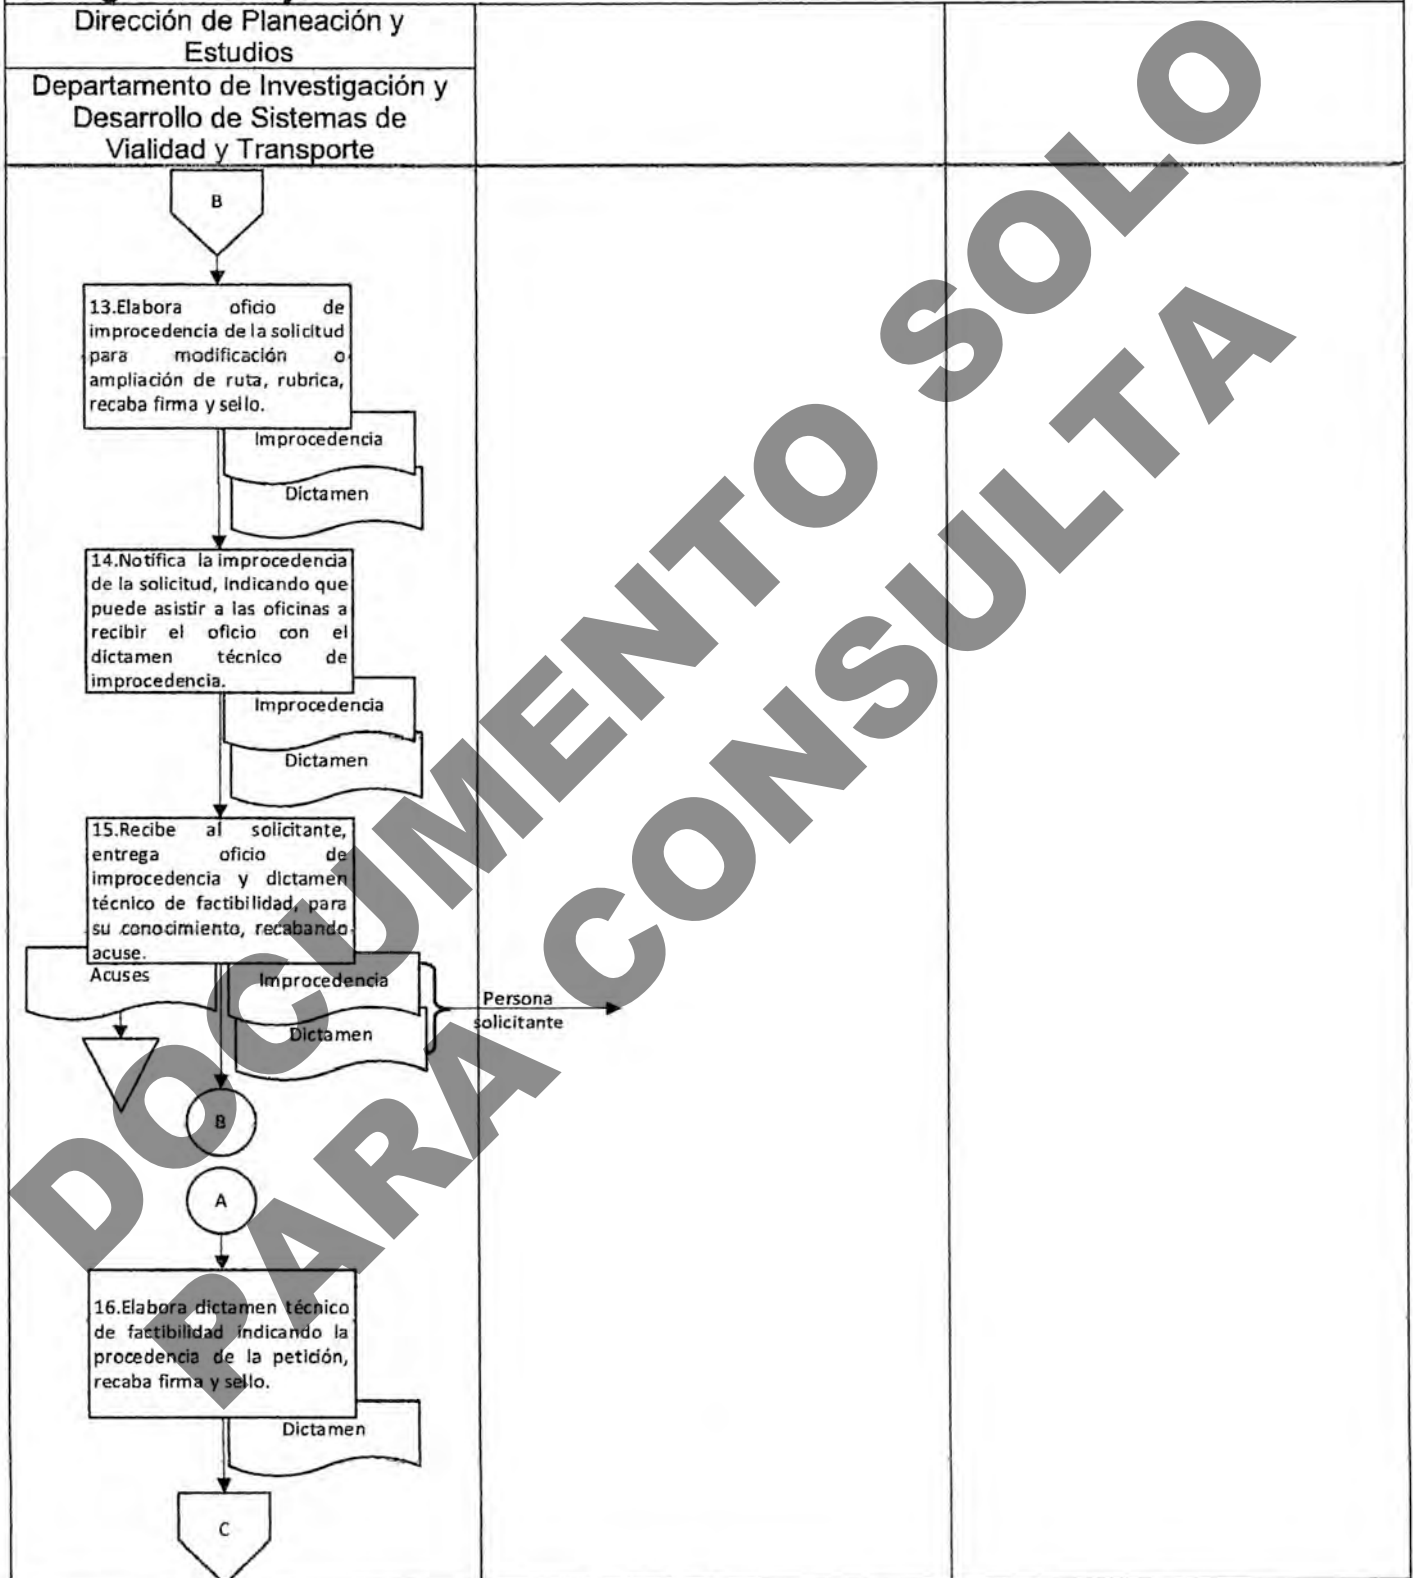 Dirección de Planeación y
Estudios
Departamento de Investigación y
Desarrollo de Sistemas de
Vialidad y Transporte
B
13.Elabora oficio de
improcedencia de la solicitud
para modificación o
ampliación de ruta, rubrica,
recaba firma y sello.
Improcedencia
Dictamen
14.Notifica la improcedencia
de la solicitud, indicando que
puede asistir a las oficinas a
recibir el oficio con el
dictamen técnico de
improcedencia.
Improcedencia
Dictamen
15.Recibe al solicitante,
entrega oficio de
improcedencia y dictamen
técnico de factibilidad, para
su conocimiento, recabando
acuse.
Acuses
Improcedencia
Dictamen
Persona
solicitante
B
A
16.Elabora dictamen técnico
de factibilidad indicando la
procedencia de la petición,
recaba firma y sello.
Dictamen
C
DOCUMENTO SOLO
PARA CONSULTA